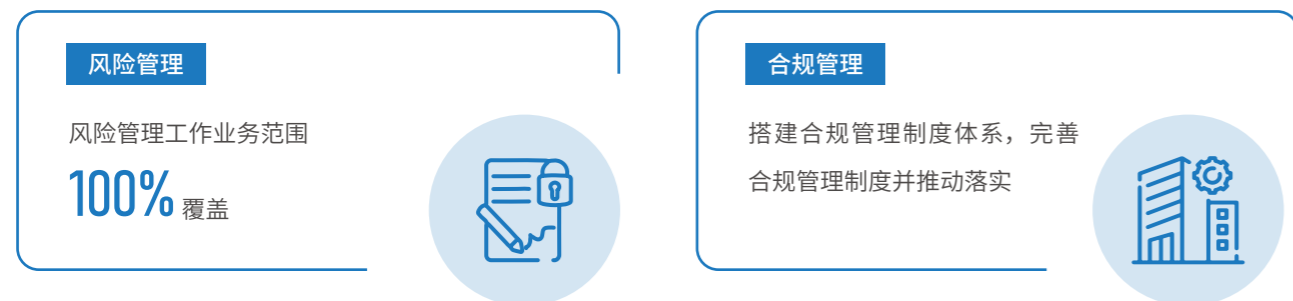 风险管理
风险管理工作业务范围
100% 覆盖
合规管理
搭建合规管理制度体系，完善
合规管理制度并推动落实